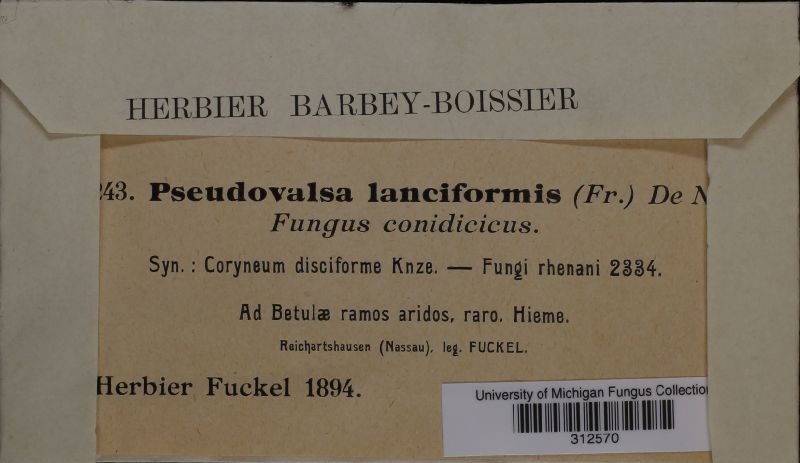 HERBIER BARBEY-BOISSIER
243. Pseudovalsa lanciformis (Fr.) De N
Fungus conidicicus.
Syn.: Coryneum disciforme Knze. — Fungi rhenani 2334.
Ad Betulæ ramos aridos, raro. Hieme.
Reichartshausen (Nassau), leg. FUCKEL.
Herbier Fuckel 1894.
University of Michigan Fungus Collection
312570